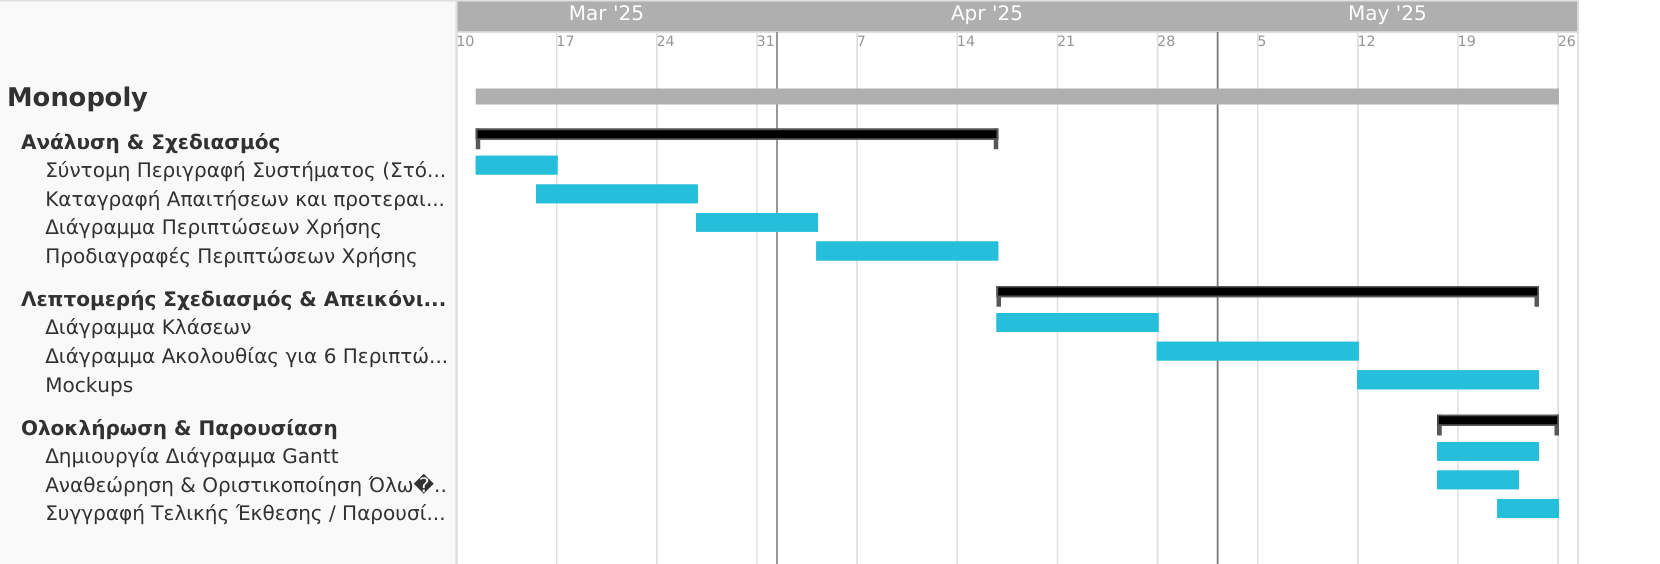 Mar '25 Apr '25 May '25
10 17 24 31 7 14 21 28 5 12 19 26
Monopoly
Ανάλυση & Σχεδιασμός
Σύντομη Περιγραφή Συστήματος (Στό...
Καταγραφή Απαιτήσεων και προτεραι...
Διάγραμμα Περιπτώσεων Χρήσης
Προδιαγραφές Περιπτώσεων Χρήσης
Λεπτομερής Σχεδιασμός & Απεικόνι...
Διάγραμμα Κλάσεων
Διάγραμμα Ακολουθίας για 6 Περιπτώ...
Mockups
Ολοκλήρωση & Παρουσίαση
Δημιουργία Διάγραμμα Gantt
Αναθεώρηση & Οριστικοποίηση Όλω�..
Συγγραφή Τελικής Έκθεσης / Παρουσί...